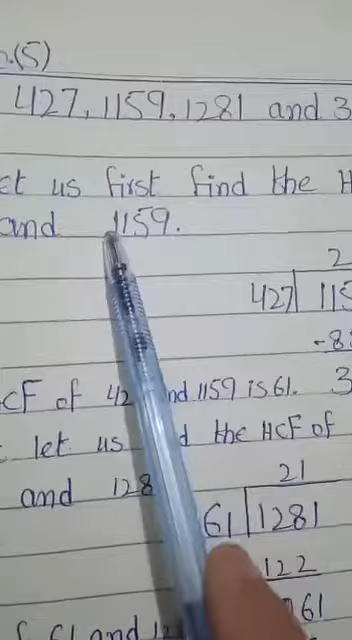 .(5)
427, 1159, 1281 and 3
et us first find the H
and 1159.
2
427 115
-8
CF of 42 nd 1159 is 61. 3
let us d the HCF of
and 128 21
61 1281
122
61
61 and